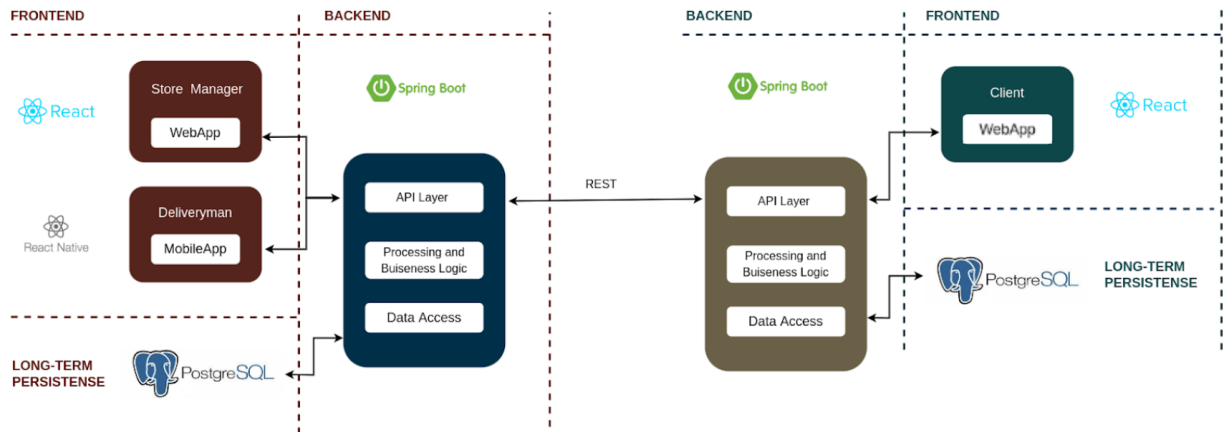 FRONTEND
BACKEND
BACKEND
FRONTEND
React
Store Manager
WebApp
Spring Boot
Spring Boot
Client
WebApp
React
React Native
Deliveryman
MobileApp
API Layer
Processing and
Buiseness Logic
Data Access
REST
API Layer
Processing and
Buiseness Logic
Data Access
PostgreSQL
LONG-TERM
PERSISTENSE
LONG-TERM
PERSISTENSE
PostgreSQL